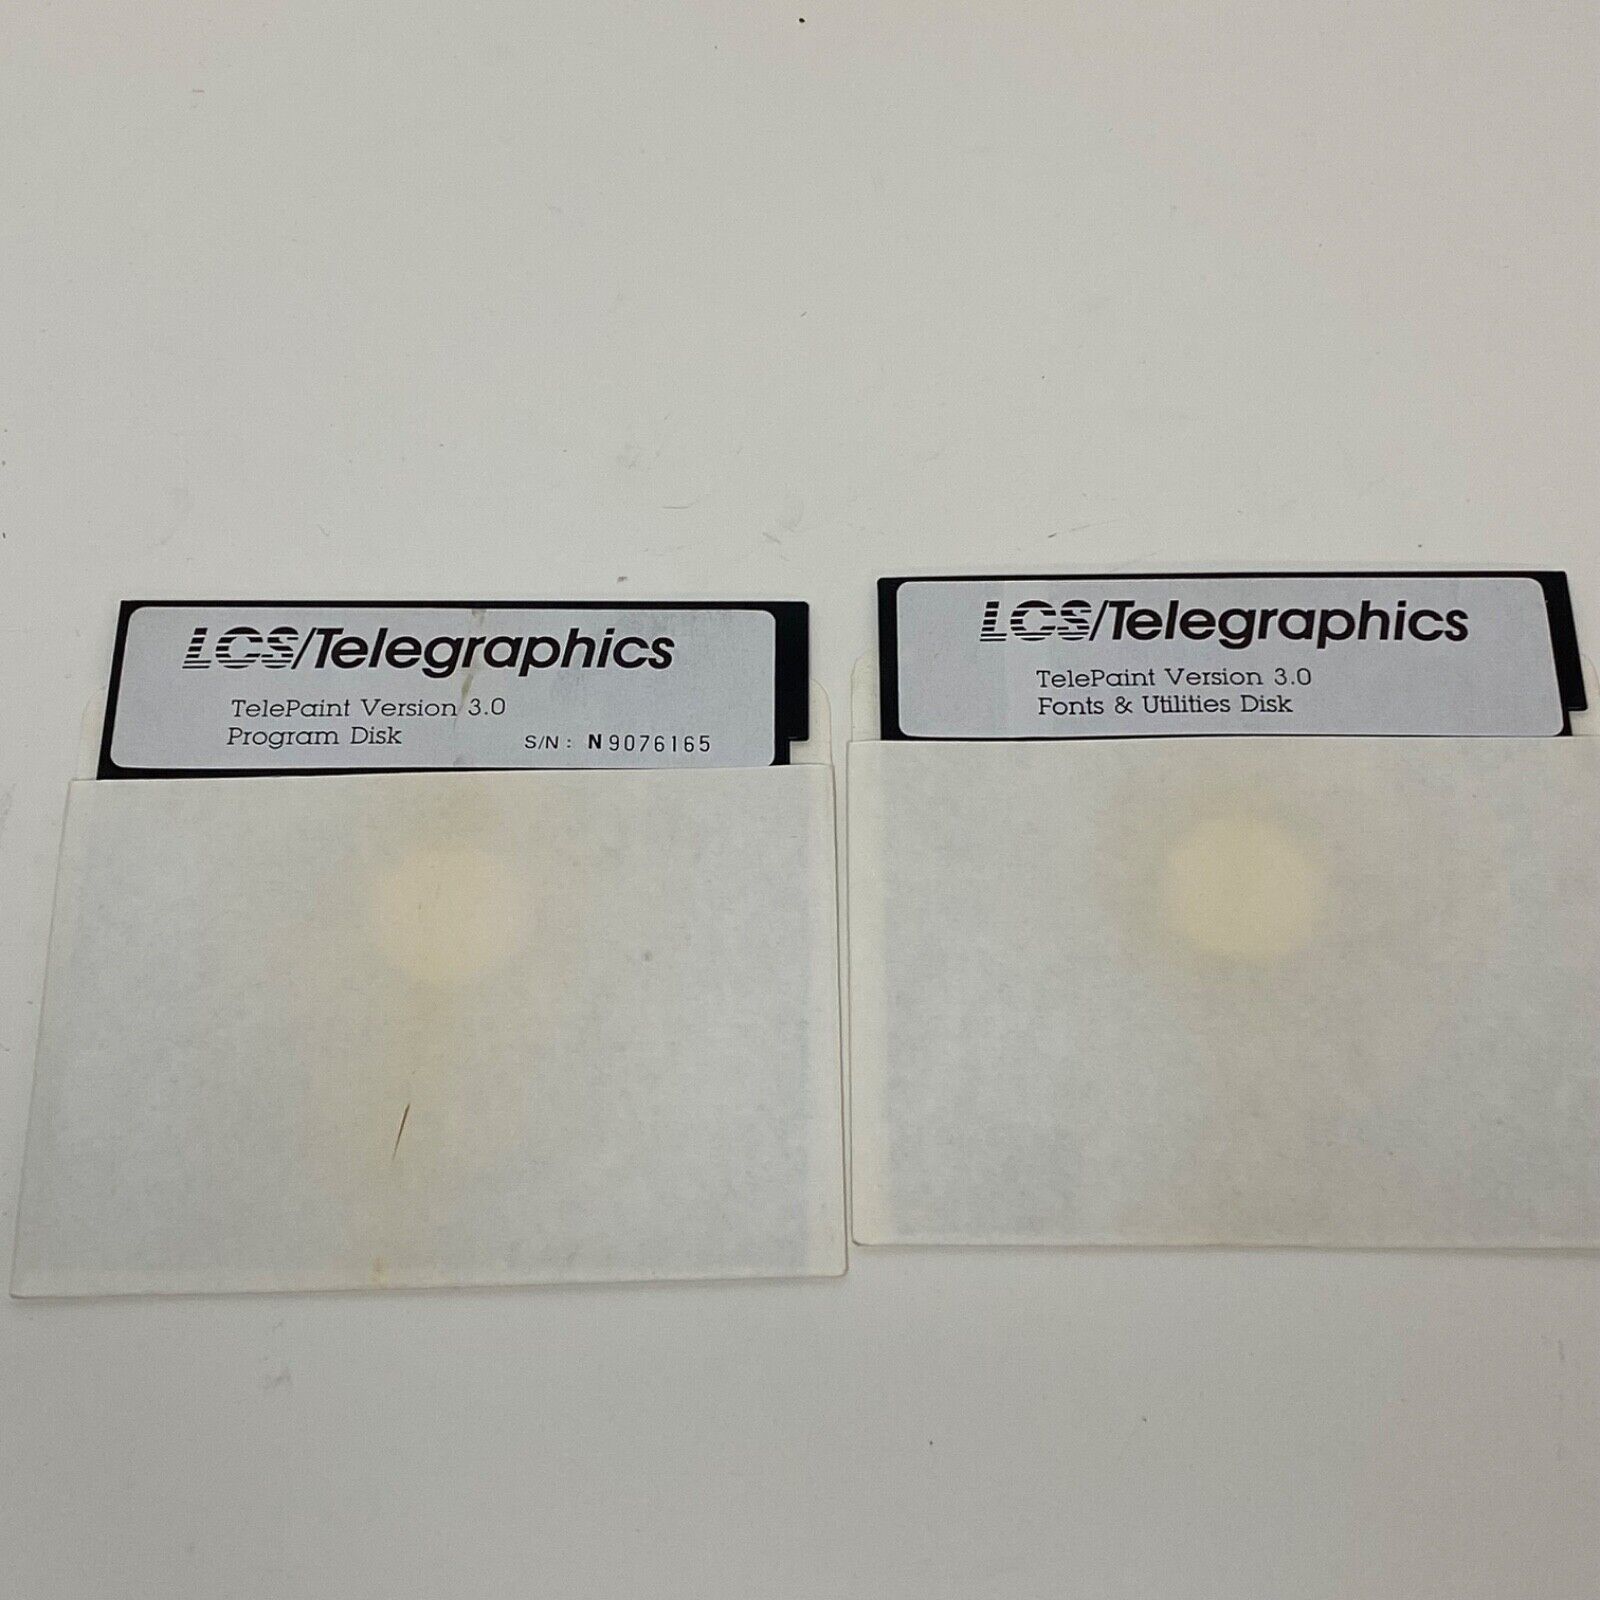 LCS/Telegraphics
TelePaint Version 3.0
Program Disk
S/N: N9076165
LCS/Telegraphics
TelePaint Version 3.0
Fonts & Utilities Disk